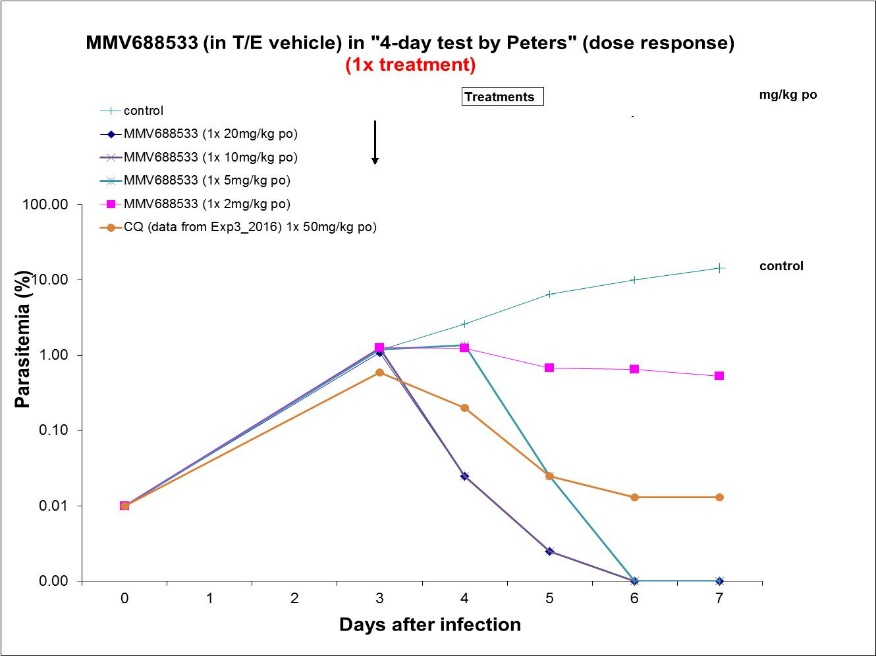 MMV688533 (in T/E vehicle) in "4-day test by Peters" (dose response)
(1x treatment)
Treatments
mg/kg po
control
MMV688533 (1x 20mg/kg po)
MMV688533 (1x 10mg/kg po)
MMV688533 (1x 5mg/kg po)
MMV688533 (1x 2mg/kg po)
CQ (data from Exp3_2016) 1x 50mg/kg po)
100.00
10.00
1.00
0.10
0.01
0.00
Parasitemia (%)
control
0 1 2 3 4 5 6 7
Days after infection